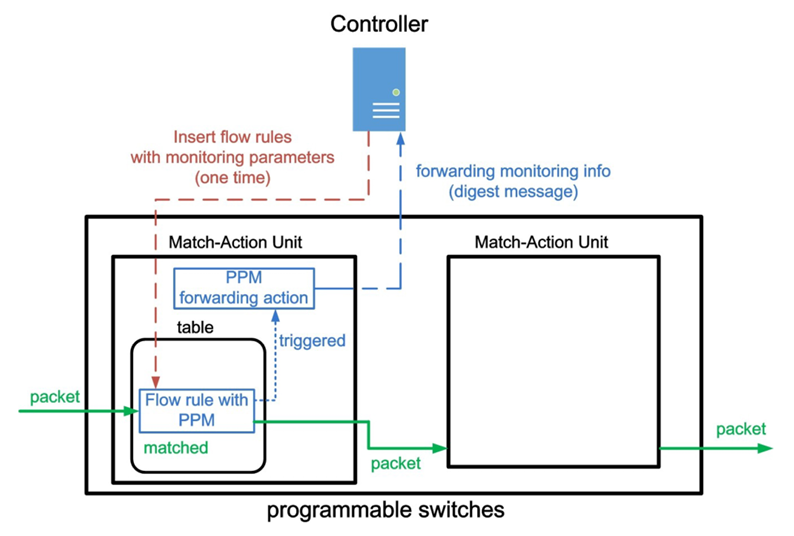 Controller
Insert flow rules
with monitoring parameters
(one time)
forwarding monitoring info
(digest message)
Match-Action Unit
Match-Action Unit
PPM
forwarding action
table
triggered
packet
Flow rule with
PPM
matched
packet
packet
programmable switches